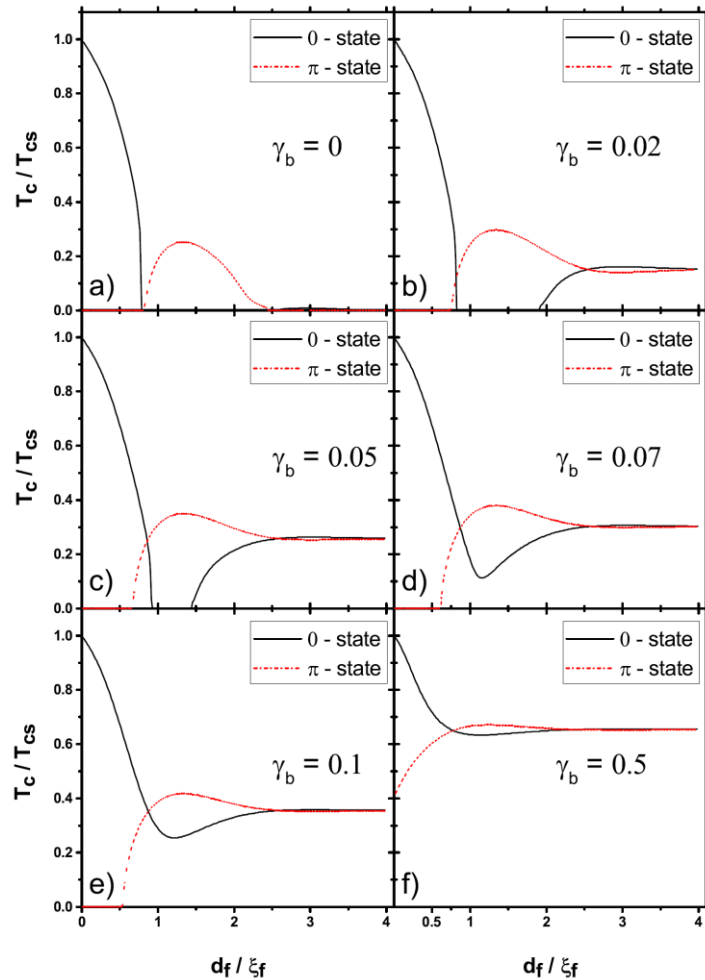 1.0
0.8
0.6
0.4
0.2
0.0
T_c / T_cs
0 - state
π - state
γ_b = 0
a)
0 - state
π - state
γ_b = 0.02
b)
1.0
0.8
0.6
0.4
0.2
0.0
T_c / T_cs
0 - state
π - state
γ_b = 0.05
c)
0 - state
π - state
γ_b = 0.07
d)
1.0
0.8
0.6
0.4
0.2
0.0
T_c / T_cs
0 - state
π - state
γ_b = 0.1
e)
0 1 2 3 4
d_f / ξ_f
0 - state
π - state
γ_b = 0.5
f)
0.5 1 2 3 4
d_f / ξ_f